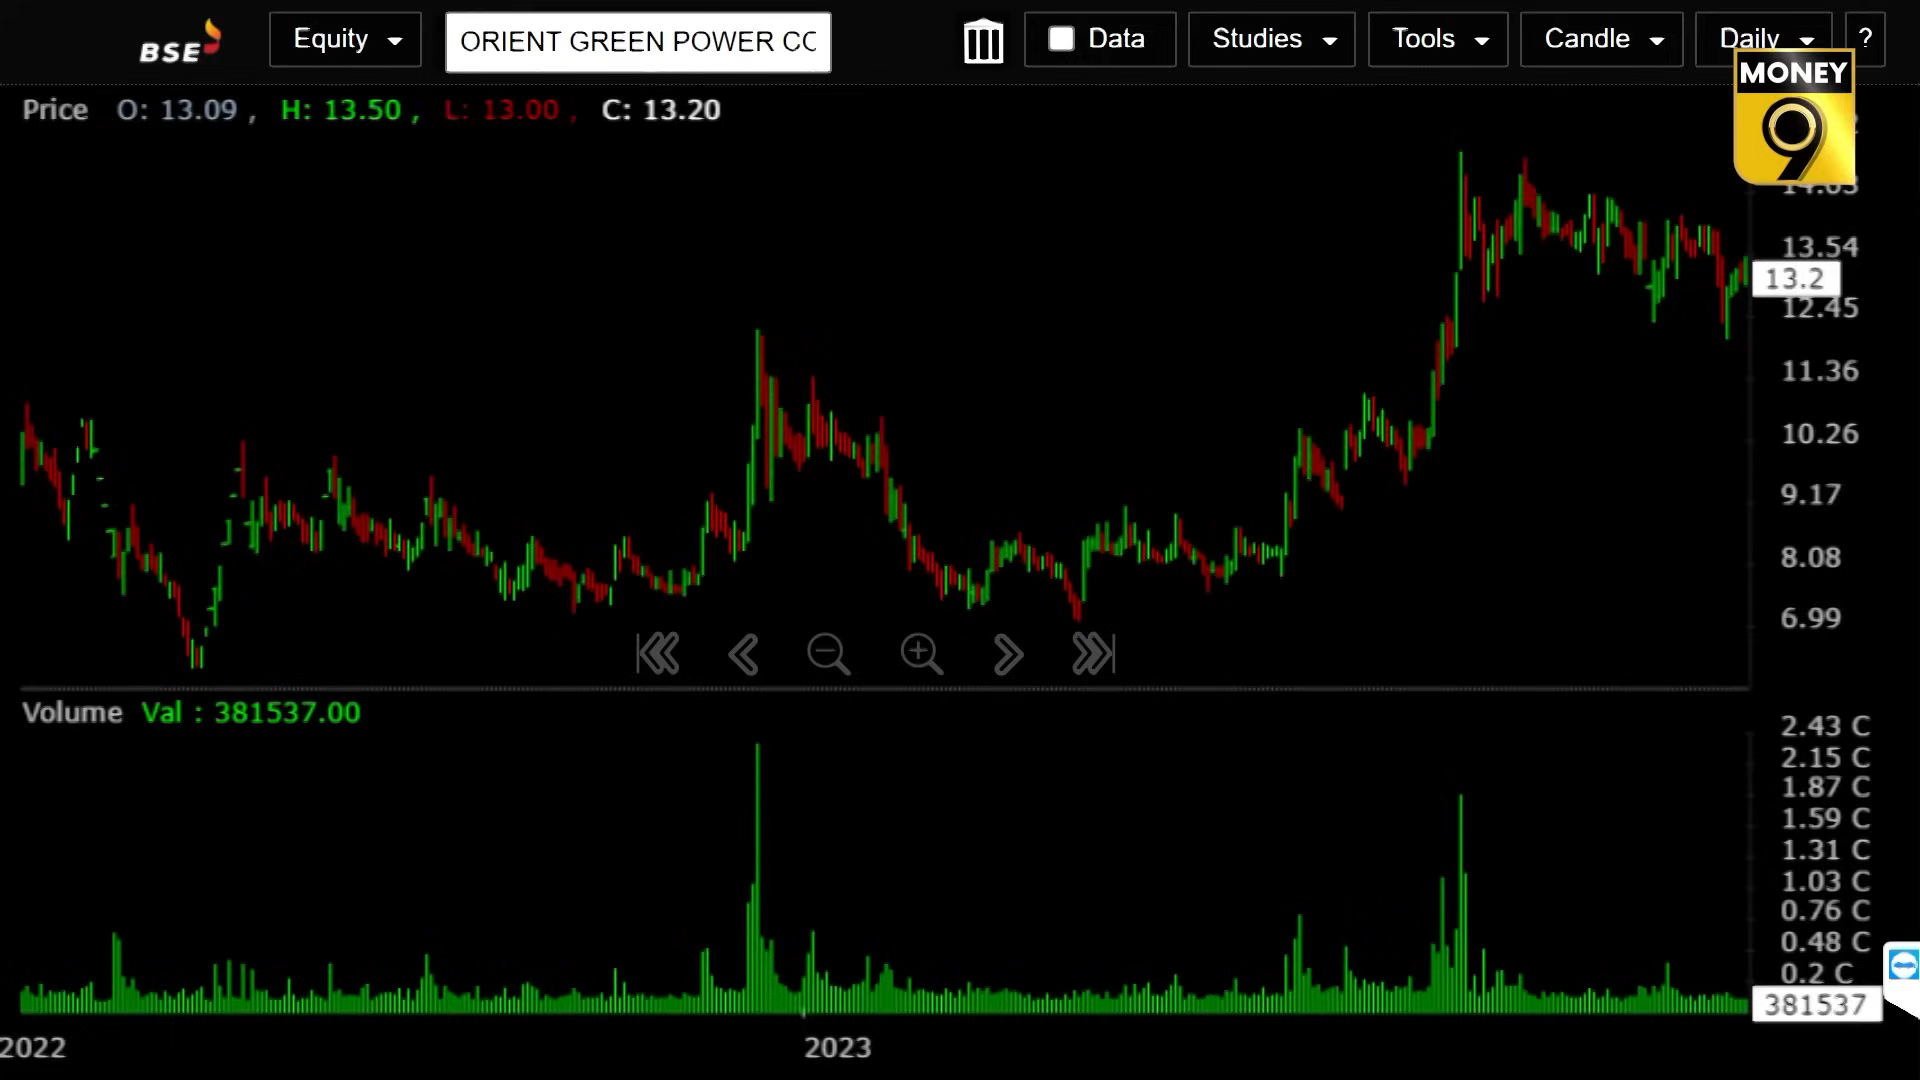 BSE
Equity
ORIENT GREEN POWER CO
Data
Studies
Tools
Candle
Daily
?
MONEY
9
Price O: 13.09 , H: 13.50 , L: 13.00 , C: 13.20
14.63
13.54
13.2
12.45
11.36
10.26
9.17
8.08
6.99
Volume Val : 381537.00
2.43 C
2.15 C
1.87 C
1.59 C
1.31 C
1.03 C
0.76 C
0.48 C
0.2 C
381537
2022
2023